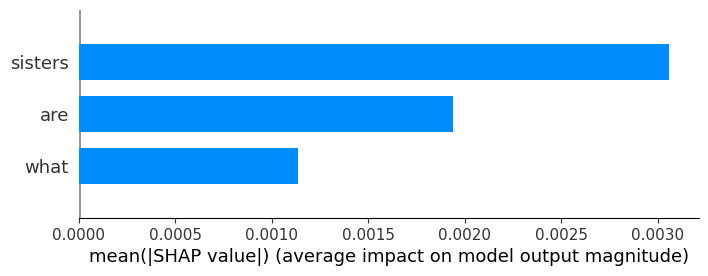 sisters
are
what
0.0000 0.0005 0.0010 0.0015 0.0020 0.0025 0.0030
mean(|SHAP value|) (average impact on model output magnitude)